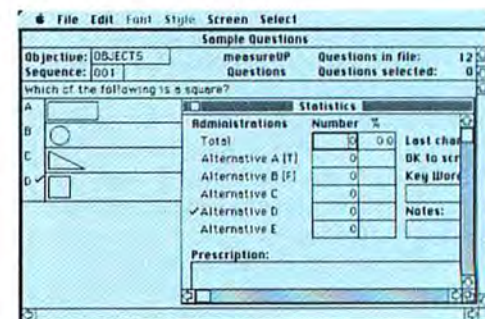 File Edit Font Style Screen Select
Sample Questions
Objective: OBJECTS measureUP Questions in file: 12
Sequence: 001 Questions Questions selected: 0
Which of the following is a square?
Statistics
A
B
C
D
Administrations Number %
Total 0 0.0 Last chan
Alternative A (T) 0 OK to scr
Alternative B (F) 0 Key Word
Alternative C 0
✓Alternative D 0 Notes:
Alternative E 0
Prescription: